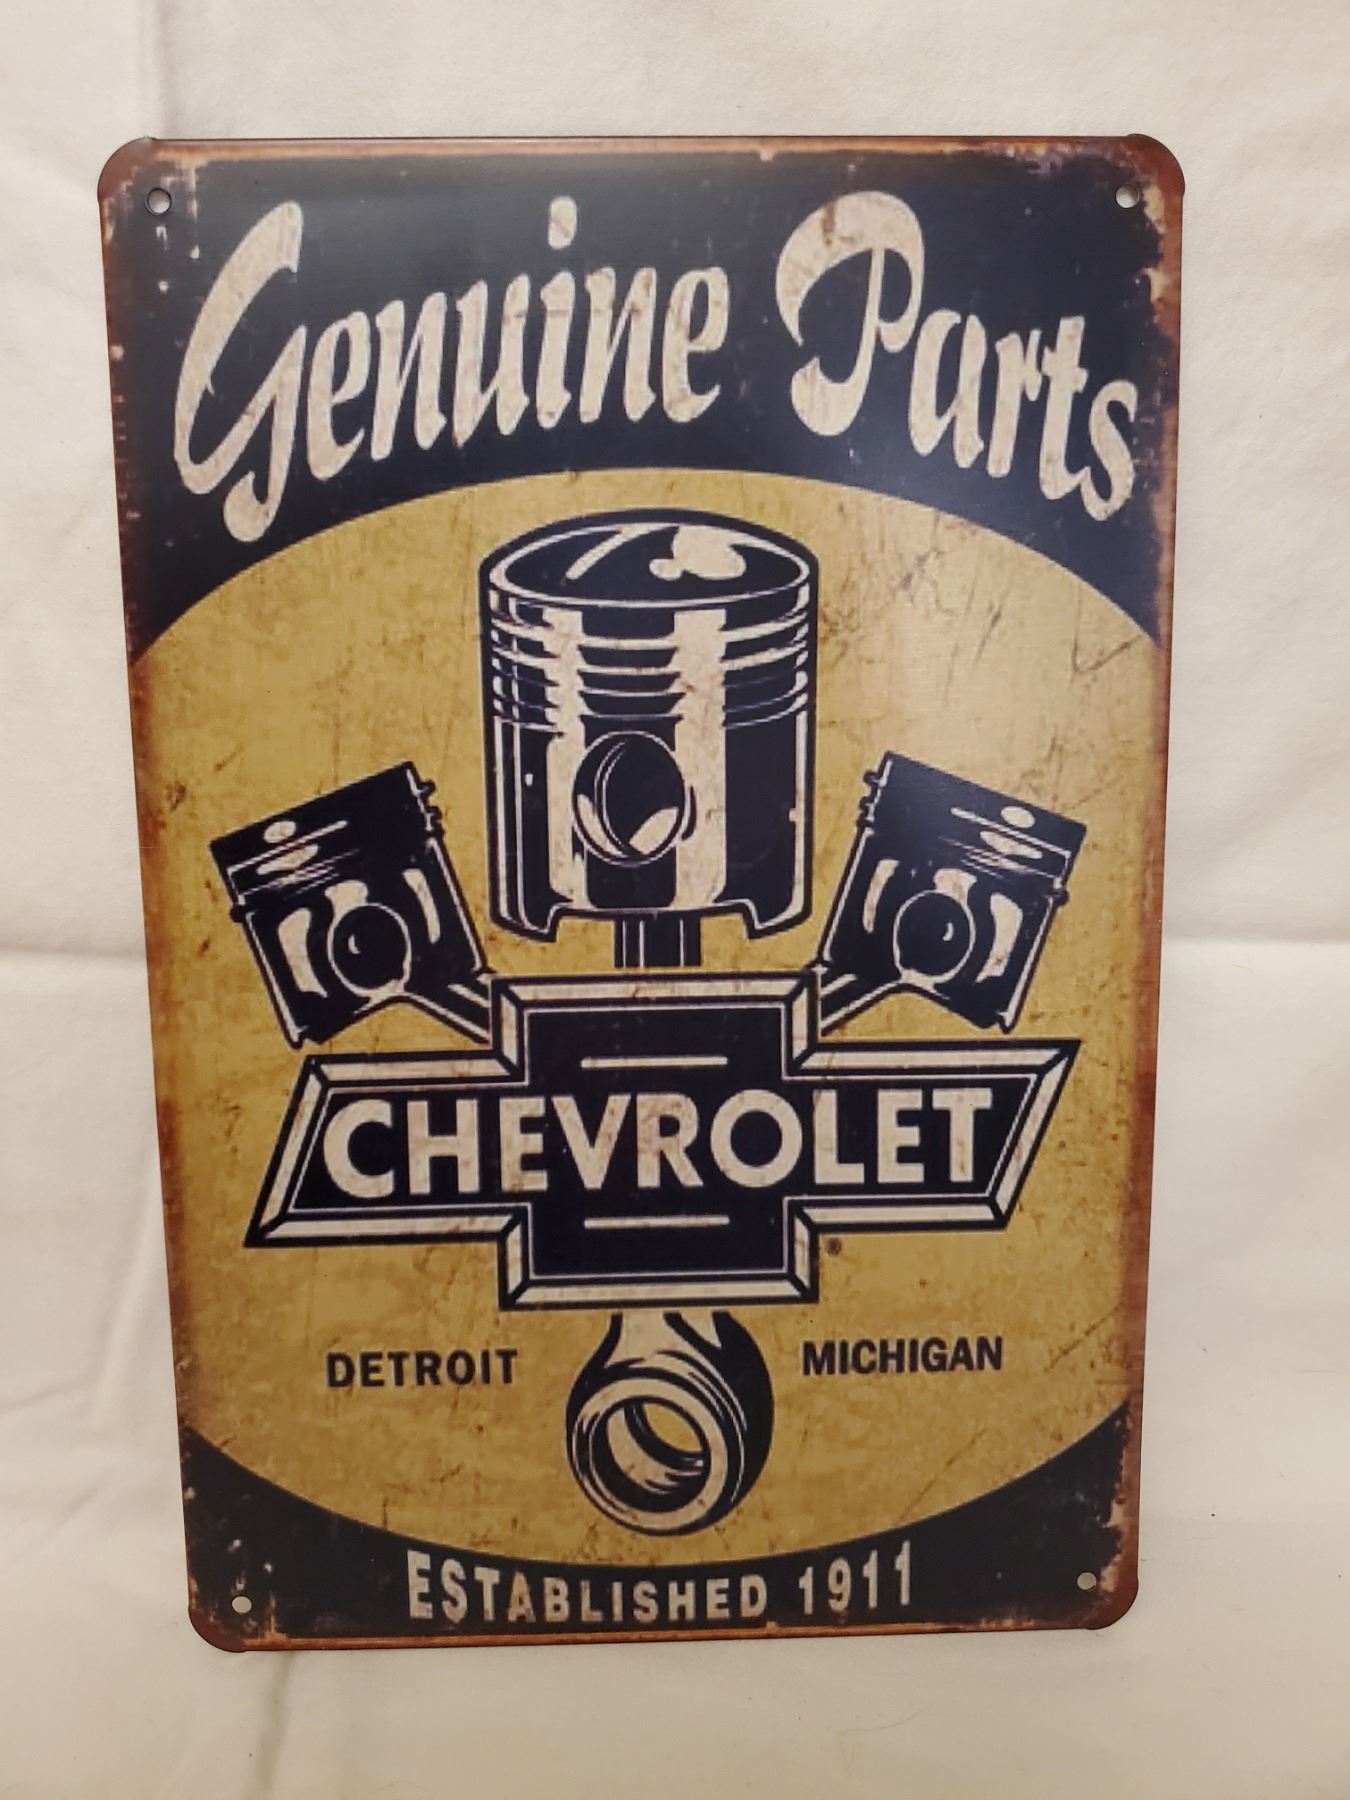 Genuine Parts
CHEVROLET
DETROIT MICHIGAN
ESTABLISHED 1911